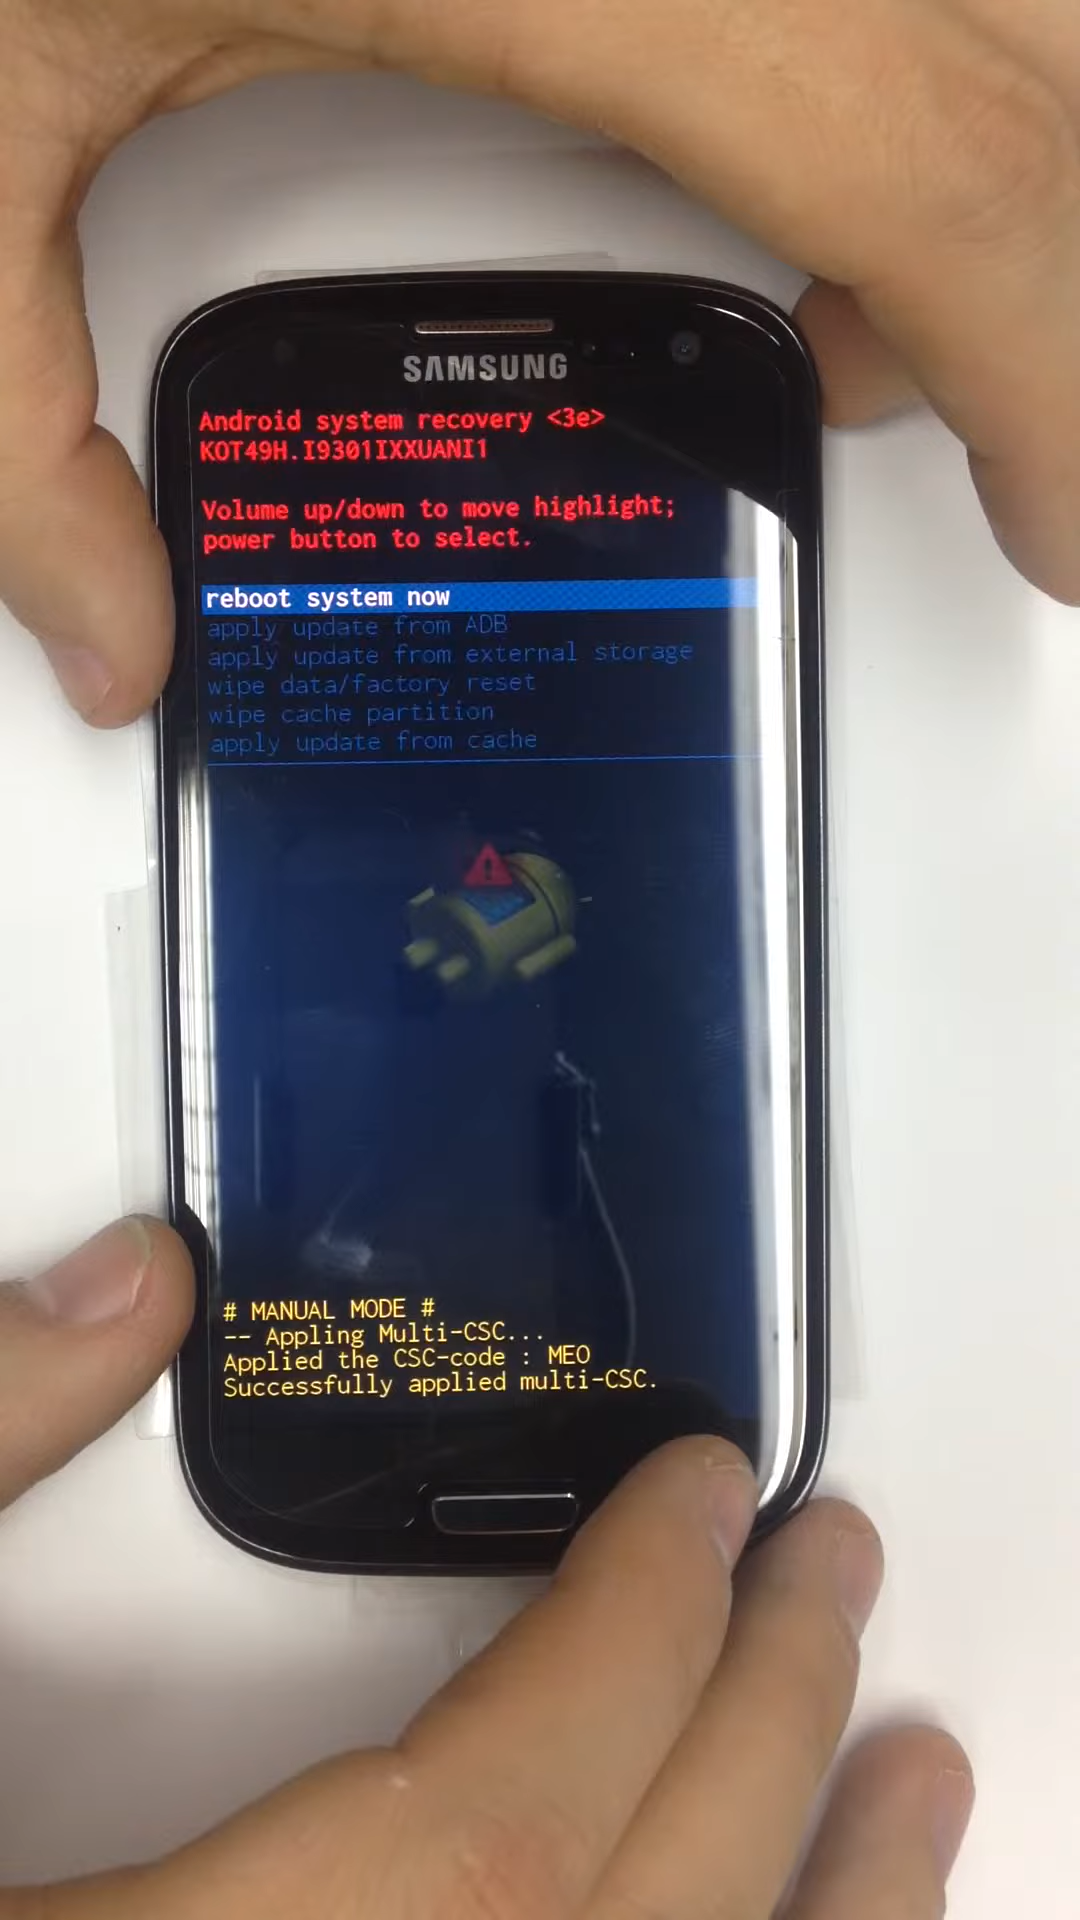 SAMSUNG
Android system recovery <3e>
KOT49H.I9301IXXUANI1
Volume up/down to move highlight;
power button to select.
reboot system now
apply update from ADB
apply update from external storage
wipe data/factory reset
wipe cache partition
apply update from cache
# MANUAL MODE #
-- Appling Multi-CSC...
Applied the CSC-code : MEO
Successfully applied multi-CSC.